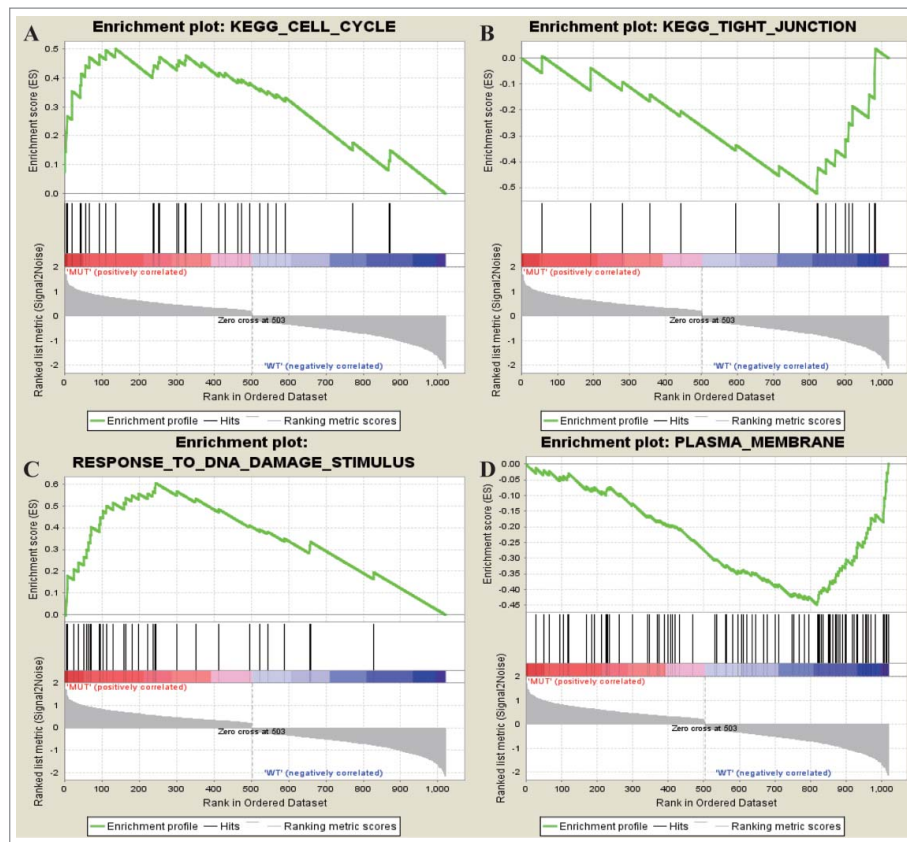 A
Enrichment plot: KEGG_CELL_CYCLE
Enrichment score (ES)
0.5
0.4
0.3
0.2
0.1
0.0
Ranked list metric (Signal2Noise)
2
1
0
-1
-2
'MUT' (positively correlated)
Zero cross at 503
'WT' (negatively correlated)
0 100 200 300 400 500 600 700 800 900 1,000
Rank in Ordered Dataset
Enrichment profile Hits Ranking metric scores
B
Enrichment plot: KEGG_TIGHT_JUNCTION
Enrichment score (ES)
0.0
-0.1
-0.2
-0.3
-0.4
-0.5
Ranked list metric (Signal2Noise)
2
1
0
-1
-2
'MUT' (positively correlated)
Zero cross at 503
'WT' (negatively correlated)
0 100 200 300 400 500 600 700 800 900 1,000
Rank in Ordered Dataset
Enrichment profile Hits Ranking metric scores
C
Enrichment plot:
RESPONSE_TO_DNA_DAMAGE_STIMULUS
Enrichment score (ES)
0.6
0.5
0.4
0.3
0.2
0.1
0.0
Ranked list metric (Signal2Noise)
2
1
0
-1
-2
'MUT' (positively correlated)
Zero cross at 503
'WT' (negatively correlated)
0 100 200 300 400 500 600 700 800 900 1,000
Rank in Ordered Dataset
Enrichment profile Hits Ranking metric scores
D
Enrichment plot: PLASMA_MEMBRANE
Enrichment score (ES)
0.00
-0.05
-0.10
-0.15
-0.20
-0.25
-0.30
-0.35
-0.40
-0.45
Ranked list metric (Signal2Noise)
2
1
0
-1
-2
'MUT' (positively correlated)
Zero cross at 503
'WT' (negatively correlated)
0 100 200 300 400 500 600 700 800 900 1,000
Rank in Ordered Dataset
Enrichment profile Hits Ranking metric scores